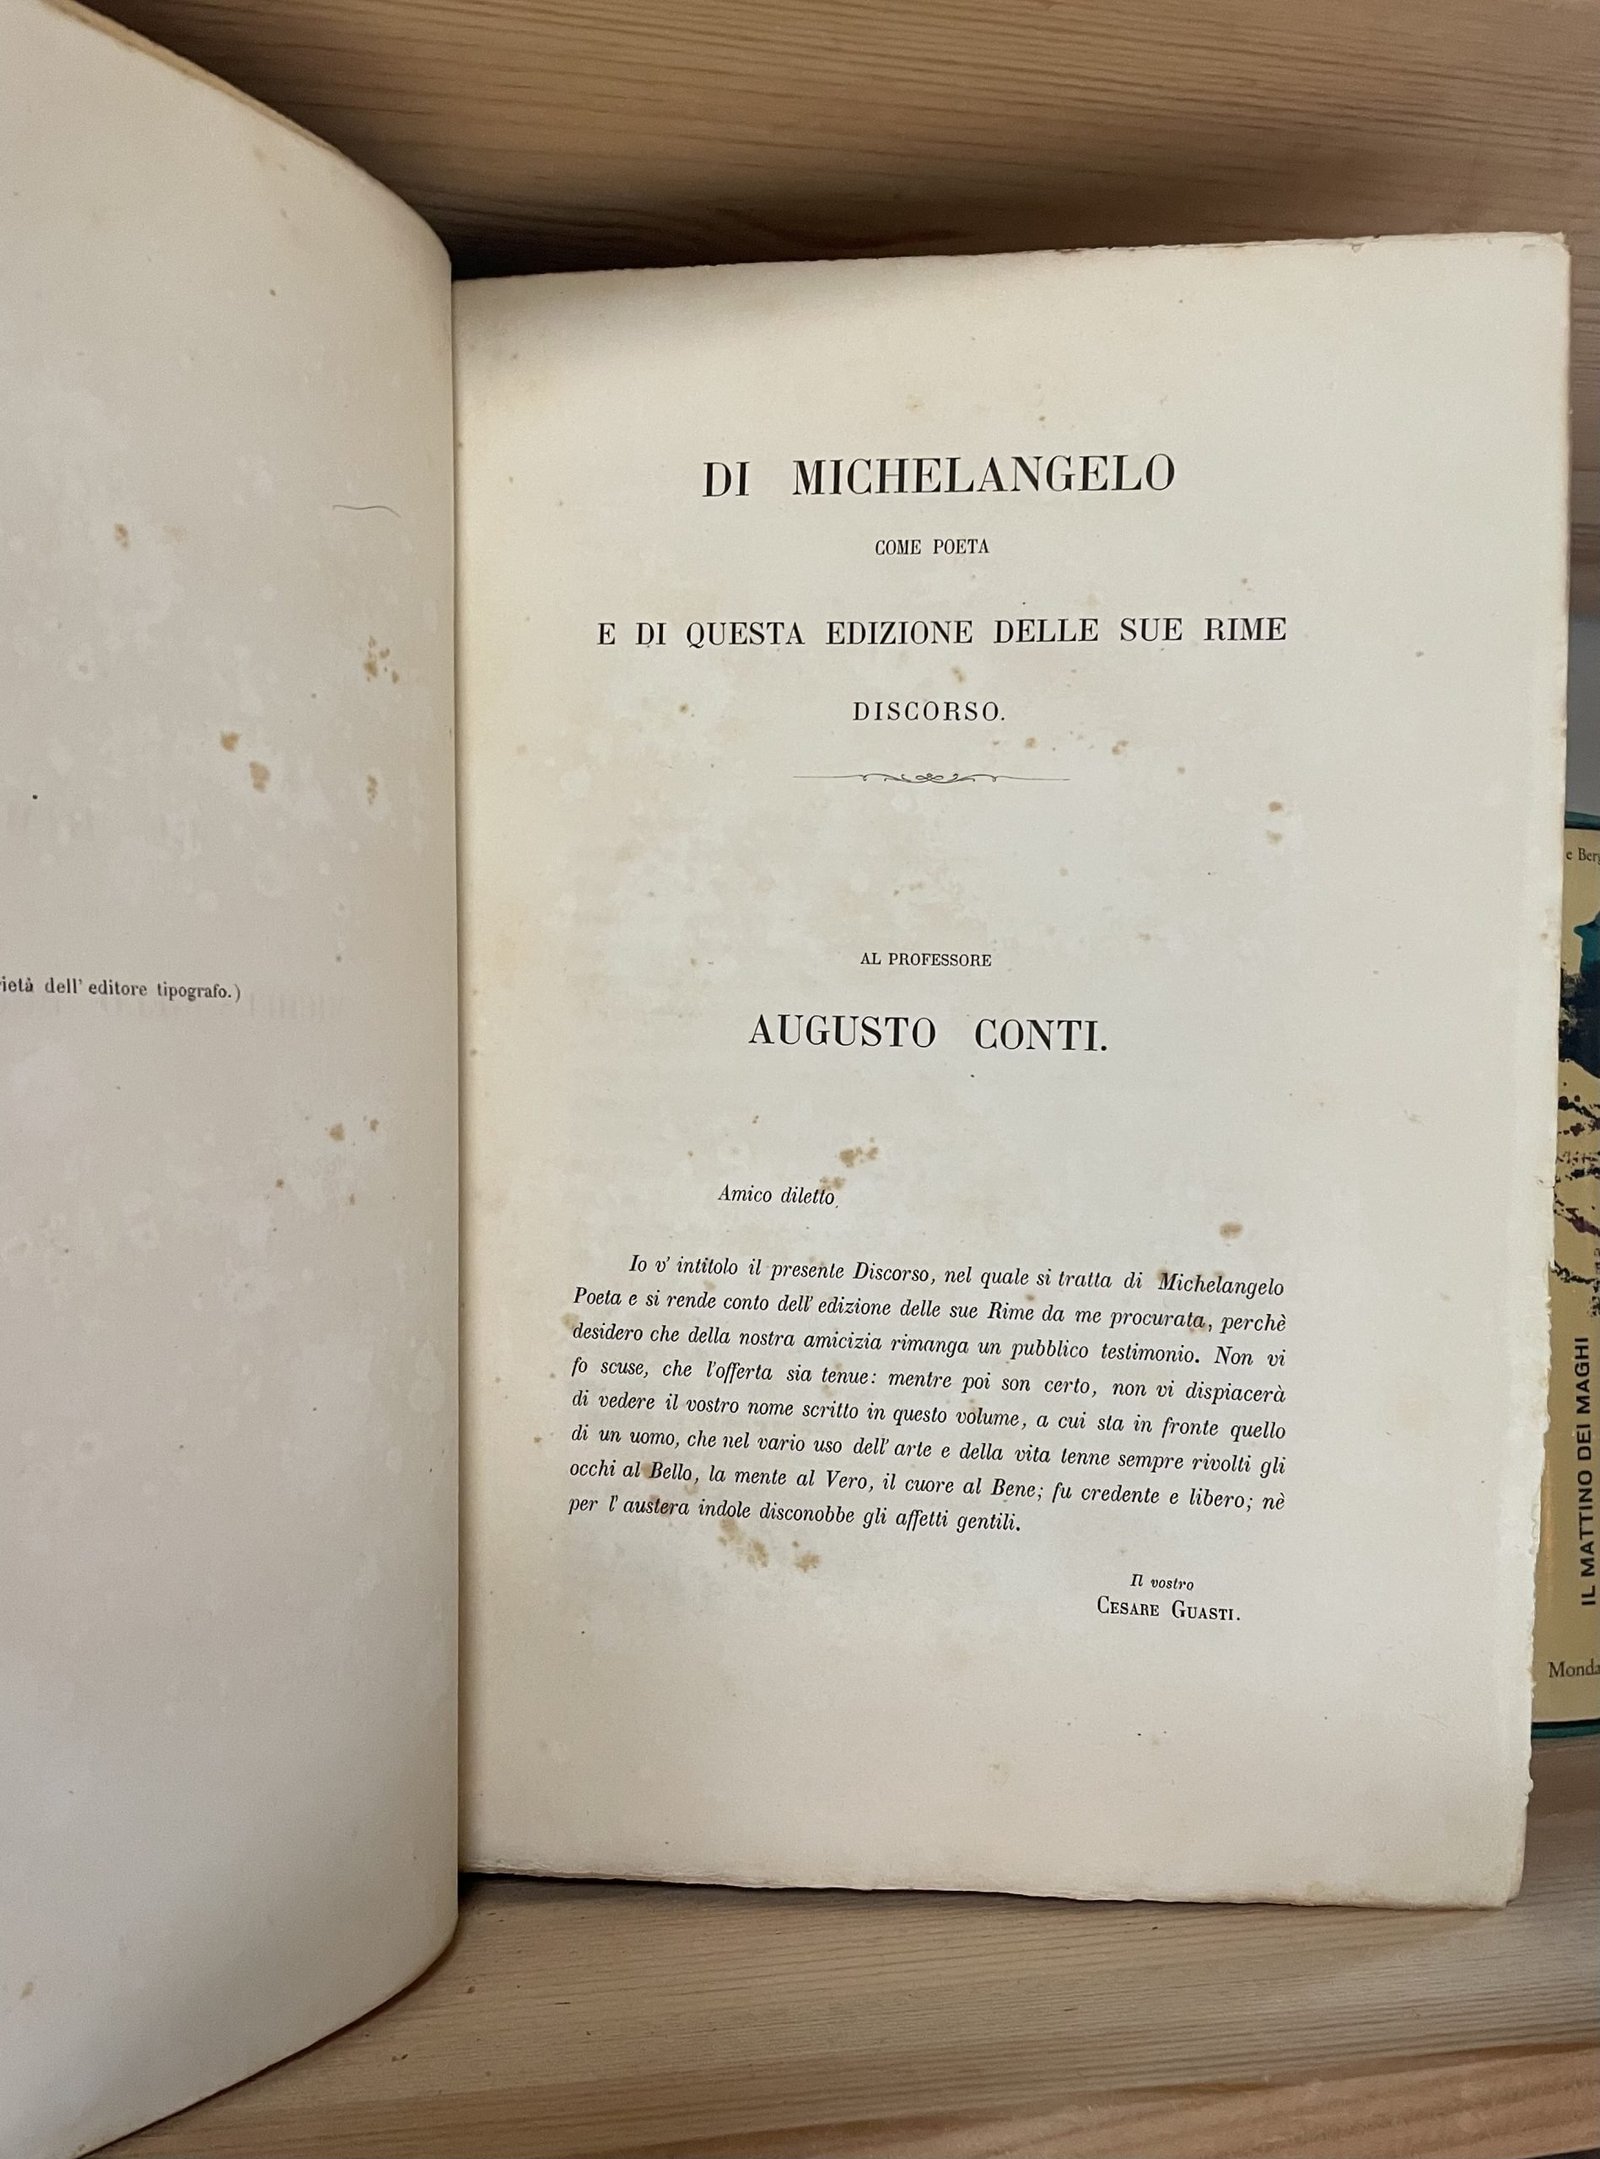 dell' editore tipografo.)
DI MICHELANGELO
COME POETA
E DI QUESTA EDIZIONE DELLE SUE RIME
DISCORSO.
AL PROFESSORE
AUGUSTO CONTI.
Amico diletto,
Io v' intitolo il presente Discorso, nel quale si tratta di Michelangelo
Poeta e si rende conto dell' edizione delle sue Rime da me procurata, perchè
desidero che della nostra amicizia rimanga un pubblico testimonio. Non vi
fo scuse, che l'offerta sia tenue: mentre poi son certo, non vi dispiacerà
di vedere il vostro nome scritto in questo volume, a cui sta in fronte quello
di un uomo, che nel vario uso dell' arte e della vita tenne sempre rivolti gli
occhi al Bello, la mente al Vero, il cuore al Bene; fu credente e libero; nè
per l' austera indole disconobbe gli affetti gentili.
Il vostro
CESARE GUASTI.
e
IL MATTINO DEI MAGHI